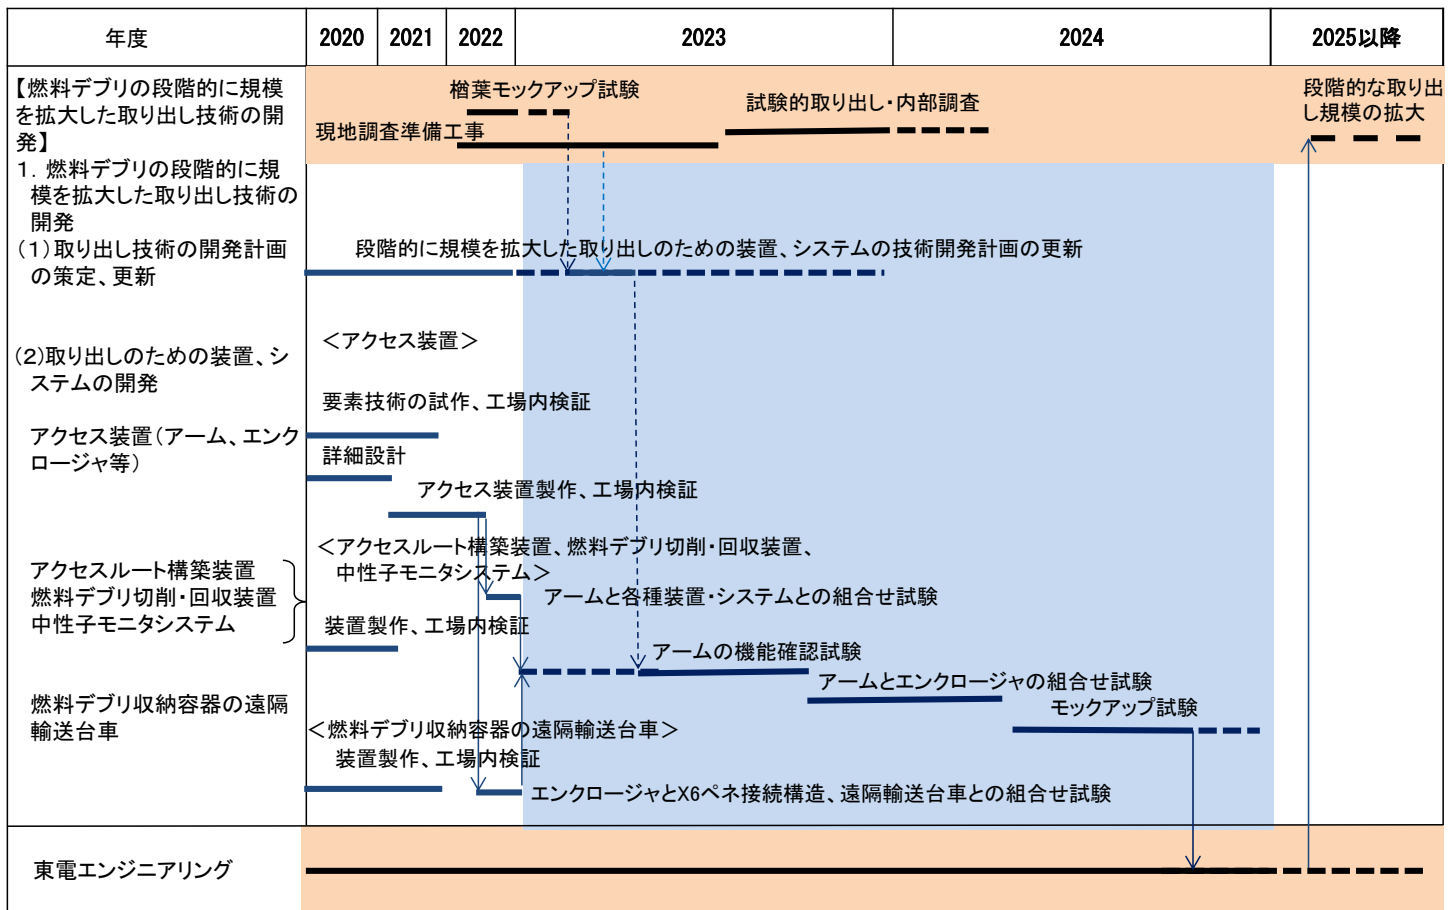 年度
2020
2021
2022
2023
2024
2025以降
【燃料デブリの段階的に規模
を拡大した取り出し技術の開
発】
楢葉モックアップ試験
現地調査準備工事
試験的取り出し・内部調査
段階的な取り出
し規模の拡大
1．燃料デブリの段階的に規
模を拡大した取り出し技術の
開発
（1）取り出し技術の開発計画
の策定、更新
段階的に規模を拡大した取り出しのための装置、システムの技術開発計画の更新
（2）取り出しのための装置、シ
ステムの開発
＜アクセス装置＞
要素技術の試作、工場内検証
アクセス装置（アーム、エンク
ロージャ等）
詳細設計
アクセス装置製作、工場内検証
＜アクセスルート構築装置、燃料デブリ切削・回収装置、
中性子モニタシステム＞
アクセスルート構築装置
燃料デブリ切削・回収装置
中性子モニタシステム
アームと各種装置・システムとの組合せ試験
装置製作、工場内検証
アームの機能確認試験
アームとエンクロージャの組合せ試験
モックアップ試験
燃料デブリ収納容器の遠隔
輸送台車
＜燃料デブリ収納容器の遠隔輸送台車＞
装置製作、工場内検証
エンクロージャとX6ペネ接続構造、遠隔輸送台車との組合せ試験
東電エンジニアリング